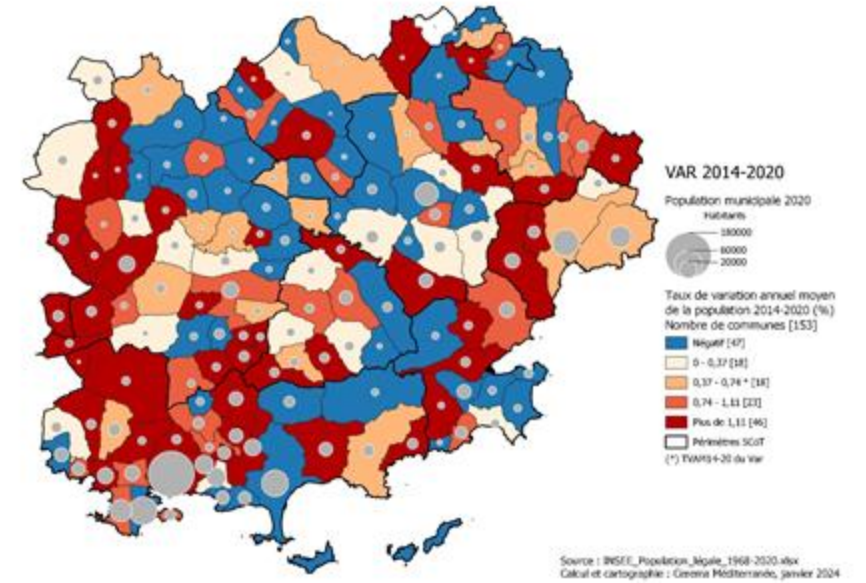 VAR 2014-2020
Population municipale 2020
Habitants
180000
60000
20000
Taux de variation annuel moyen
de la population 2014-2020 (%)
Nombre de communes [153]
Négatif [47]
0 - 0,37 [18]
0,37 - 0,74 * [18]
0,74 - 1,11 [23]
Plus de 1,11 [46]
Périmètres SCoT
(*) TVAM14-20 du Var
Source : INSEE_Population_légale_1968-2020.xlsx
Calcul et cartographie : Cerema Méditerranée, janvier 2024